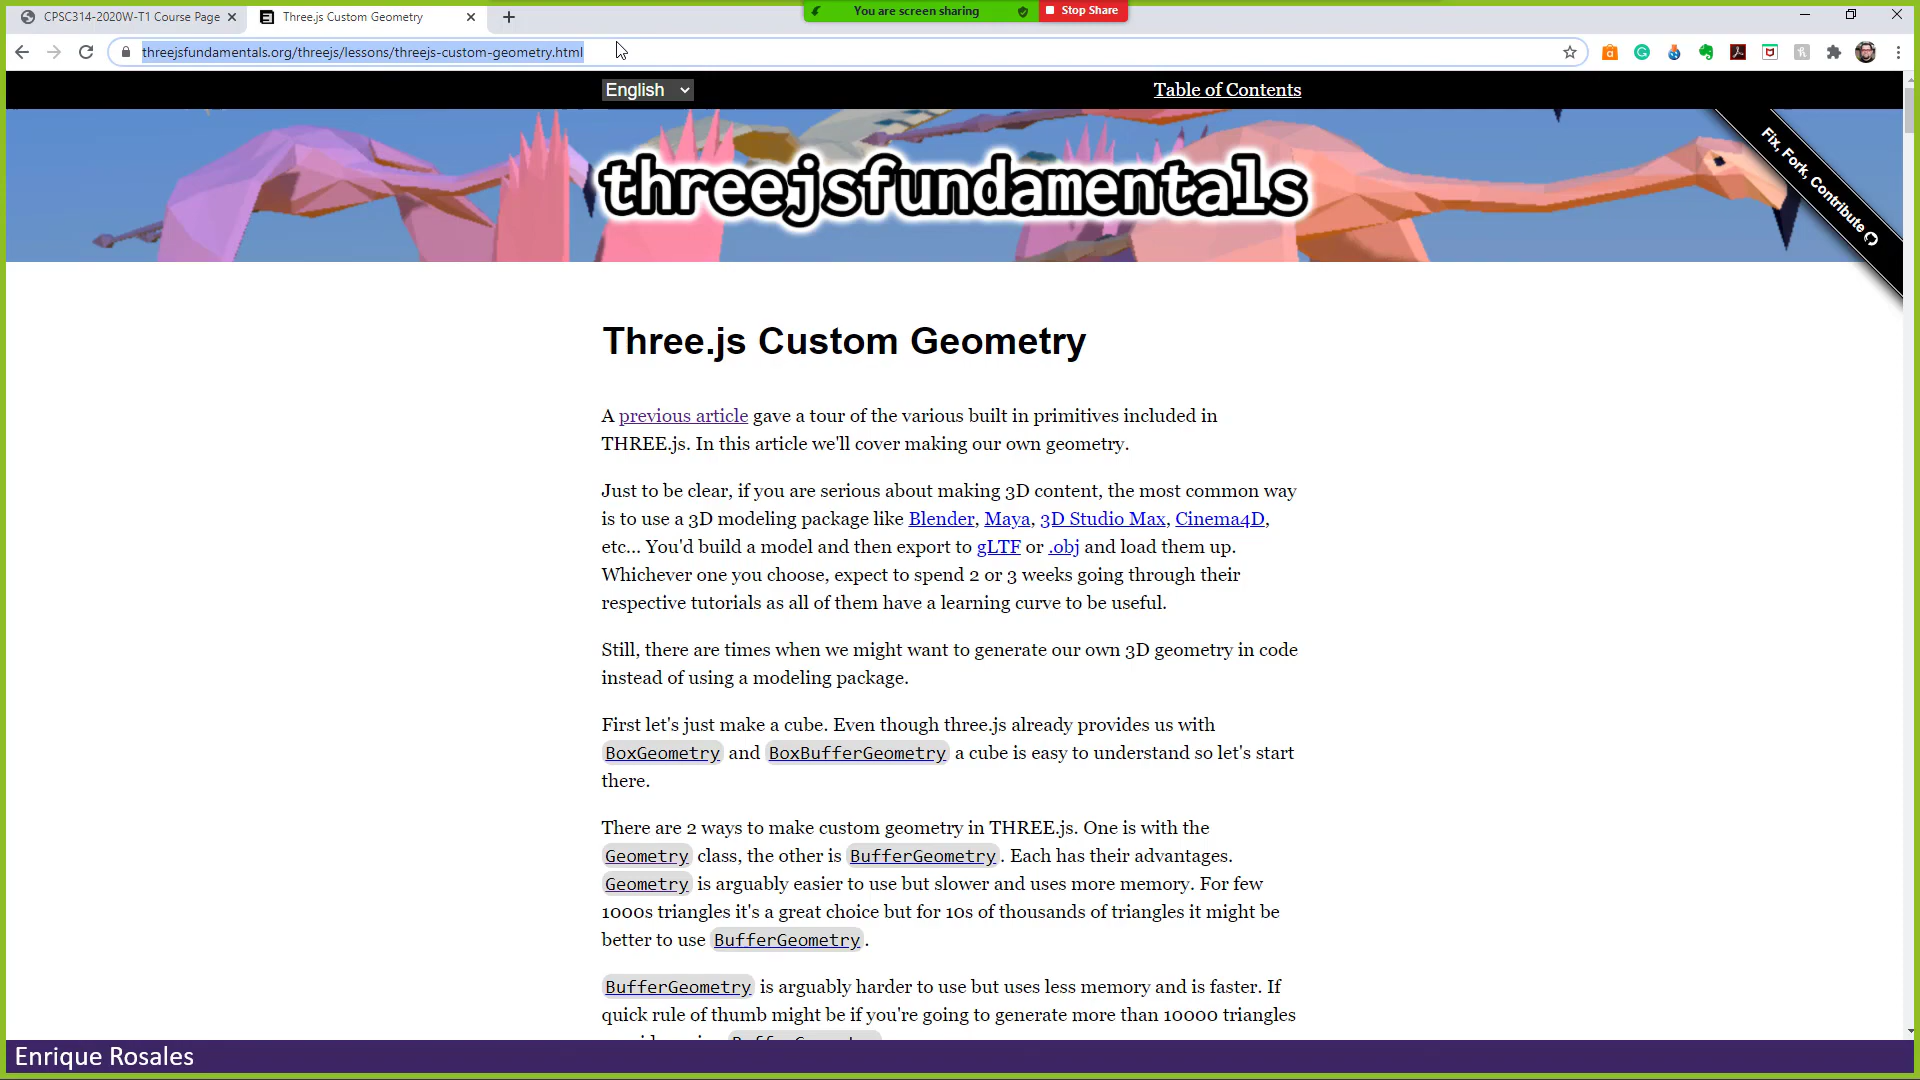 CPSC314-2020W-T1 Course Page
Three.js Custom Geometry
You are screen sharing
Stop Share
threejsfundamentals.org/threejs/lessons/threejs-custom-geometry.html
English
Table of Contents
threejsfundamentals
Fix, Fork, Contribute
Three.js Custom Geometry
A previous article gave a tour of the various built in primitives included in
THREE.js. In this article we'll cover making our own geometry.
Just to be clear, if you are serious about making 3D content, the most common way
is to use a 3D modeling package like Blender, Maya, 3D Studio Max, Cinema4D,
etc... You'd build a model and then export to gLTF or .obj and load them up.
Whichever one you choose, expect to spend 2 or 3 weeks going through their
respective tutorials as all of them have a learning curve to be useful.
Still, there are times when we might want to generate our own 3D geometry in code
instead of using a modeling package.
First let's just make a cube. Even though three.js already provides us with
BoxGeometry and BoxBufferGeometry a cube is easy to understand so let's start
there.
There are 2 ways to make custom geometry in THREE.js. One is with the
Geometry class, the other is BufferGeometry. Each has their advantages.
Geometry is arguably easier to use but slower and uses more memory. For few
1000s triangles it's a great choice but for 10s of thousands of triangles it might be
better to use BufferGeometry.
BufferGeometry is arguably harder to use but uses less memory and is faster. If
quick rule of thumb might be if you're going to generate more than 10000 triangles
Enrique Rosales